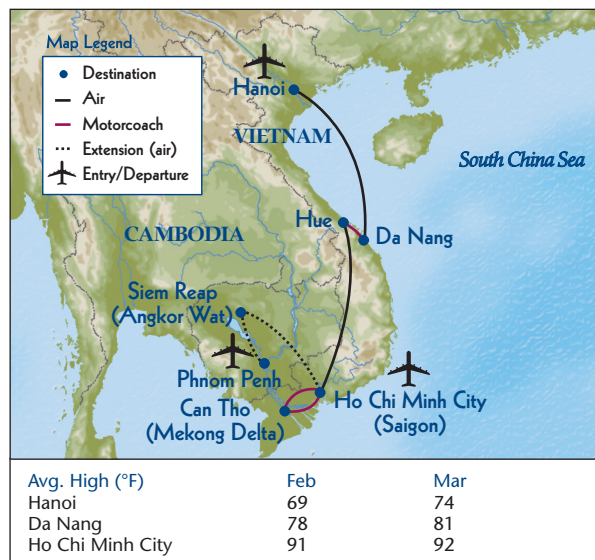 Map Legend
Destination
Air
Motorcoach
Extension (air)
Entry/Departure
Hanoi
VIETNAM
South China Sea
Hue
Da Nang
CAMBODIA
Siem Reap
(Angkor Wat)
Phnom Penh
Can Tho
(Mekong Delta)
Ho Chi Minh City
(Saigon)
Avg. High (°F) Feb Mar
Hanoi 69 74
Da Nang 78 81
Ho Chi Minh City 91 92